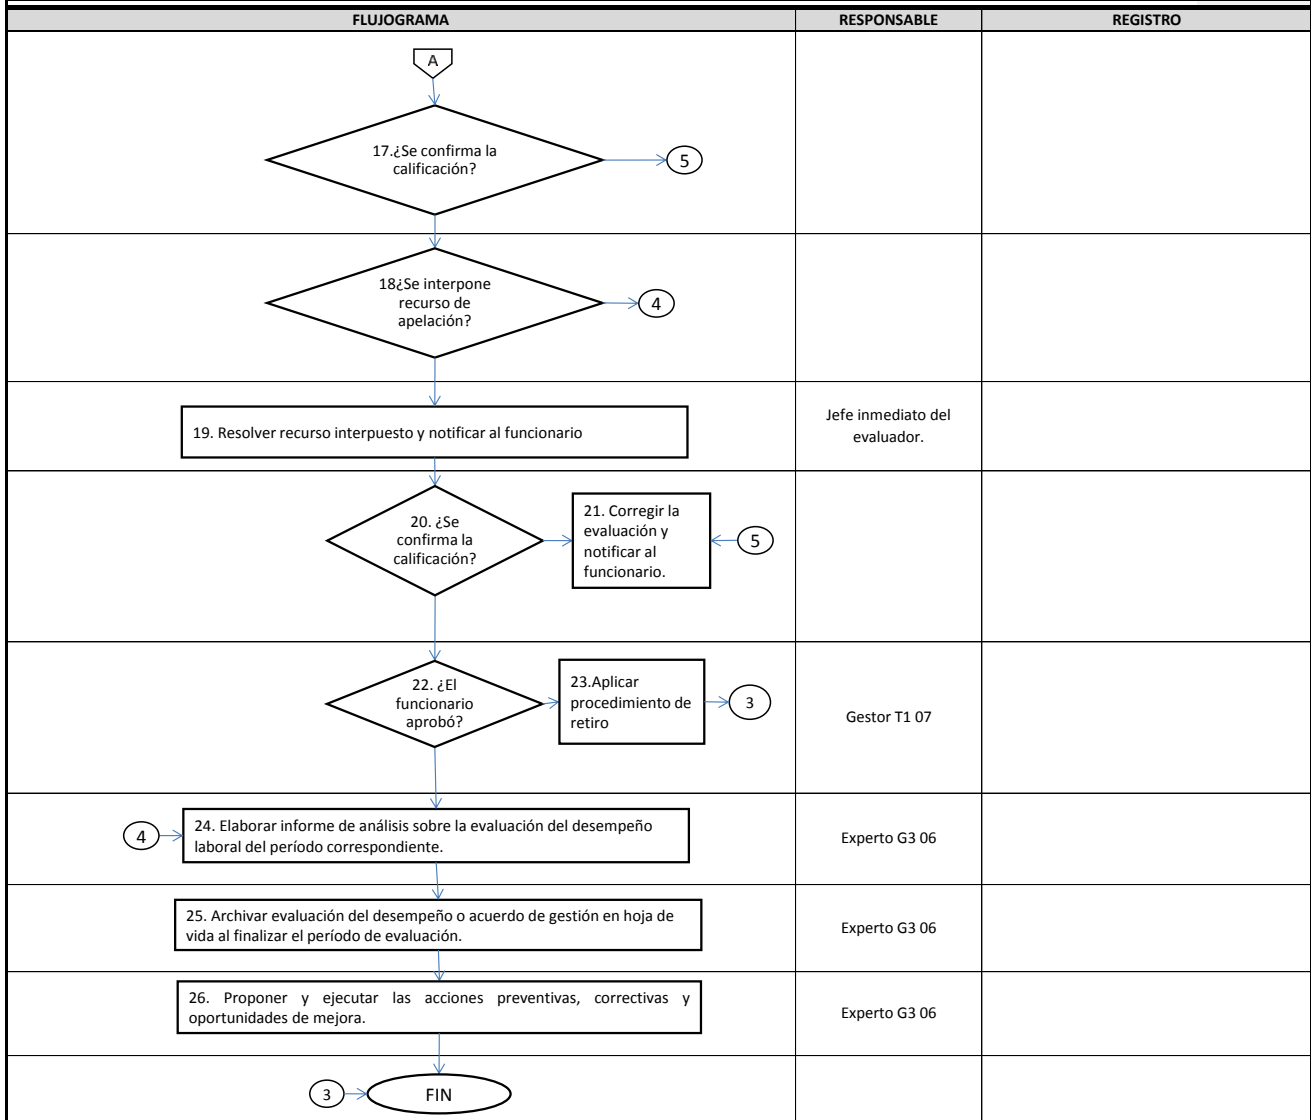 FLUJOGRAMA RESPONSABLE REGISTRO
A
17.¿Se confirma la
calificación?
5
18¿Se interpone
recurso de
apelación?
4
19. Resolver recurso interpuesto y notificar al funcionario
Jefe inmediato del
evaluador.
20. ¿Se
confirma la
calificación?
21. Corregir la
evaluación y
notificar al
funcionario.
5
22. ¿El
funcionario
aprobó?
23.Aplicar
procedimiento de
retiro
3
Gestor T1 07
4
24. Elaborar informe de análisis sobre la evaluación del desempeño
laboral del período correspondiente.
Experto G3 06
25. Archivar evaluación del desempeño o acuerdo de gestión en hoja de
vida al finalizar el período de evaluación.
Experto G3 06
26. Proponer y ejecutar las acciones preventivas, correctivas y
oportunidades de mejora.
Experto G3 06
3
FIN